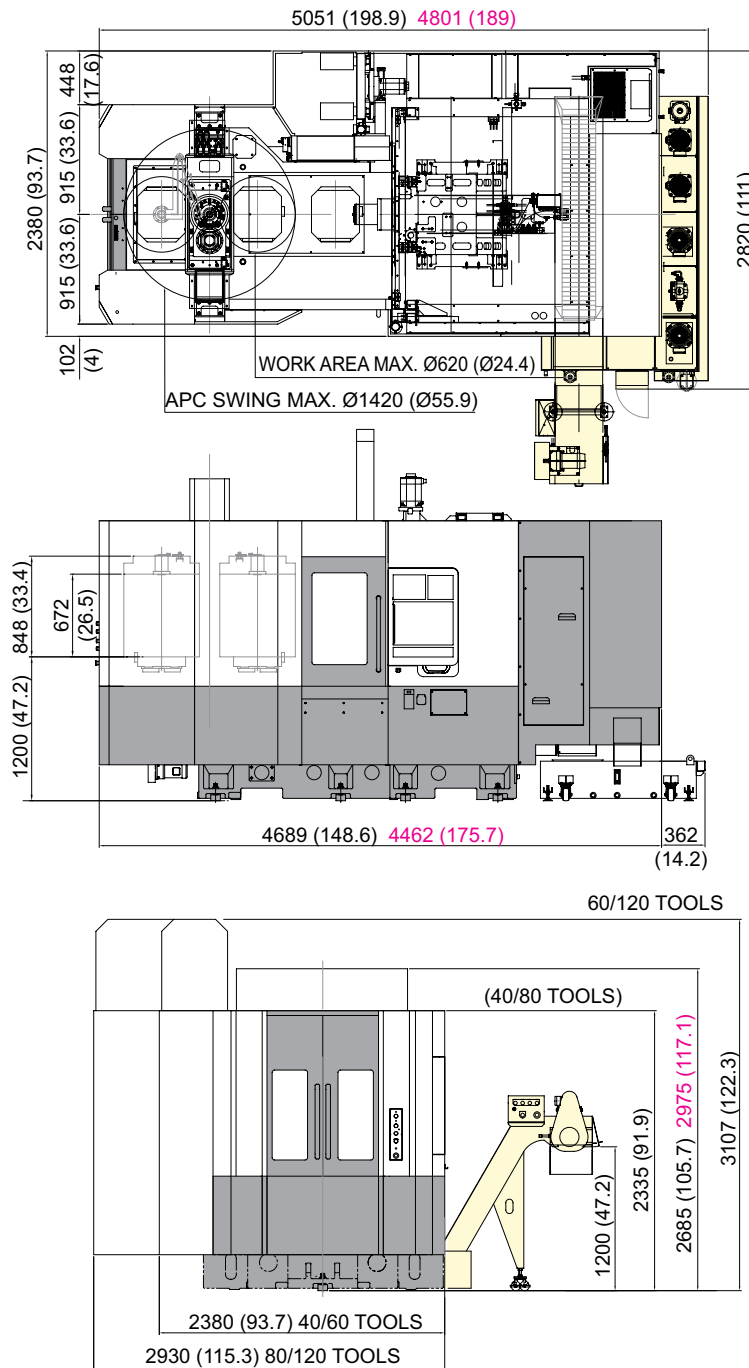 5051 (198.9) 4801 (189)
448
(17.6)
915 (33.6)
915 (33.6)
2380 (93.7)
102
(4)
2820 (111)
WORK AREA MAX. Ø620 (Ø24.4)
APC SWING MAX. Ø1420 (Ø55.9)
848 (33.4)
672
(26.5)
1200 (47.2)
4689 (148.6) 4462 (175.7)
362
(14.2)
60/120 TOOLS
(40/80 TOOLS)
1200 (47.2)
2335 (91.9)
2685 (105.7) 2975 (117.1)
3107 (122.3)
2380 (93.7) 40/60 TOOLS
2930 (115.3) 80/120 TOOLS